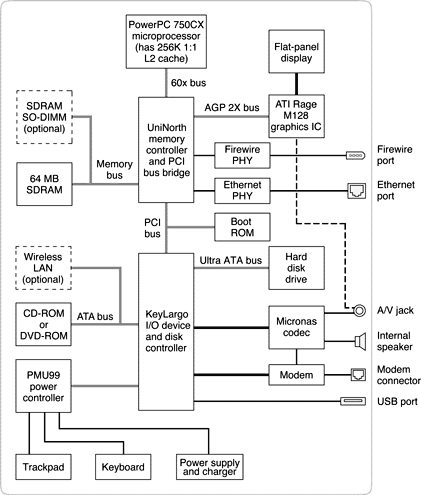 PowerPC 750CX
microprocessor
(has 256K 1:1
L2 cache)
Flat-panel
display
60x bus
SDRAM
SO-DIMM
(optional)
AGP 2X bus
ATI Rage
M128
graphics IC
UniNorth
memory
controller
and PCI
bus bridge
Memory
bus
64 MB
SDRAM
Firewire
PHY
Firewire
port
Ethernet
PHY
Ethernet
port
PCI
bus
Boot
ROM
Wireless
LAN
(optional)
Ultra ATA bus
Hard
disk
drive
CD-ROM
or
DVD-ROM
ATA bus
KeyLargo
I/O device
and disk
controller
Micronas
codec
A/V jack
Internal
speaker
PMU99
power
controller
Modem
Modem
connector
USB port
Trackpad
Keyboard
Power supply
and charger